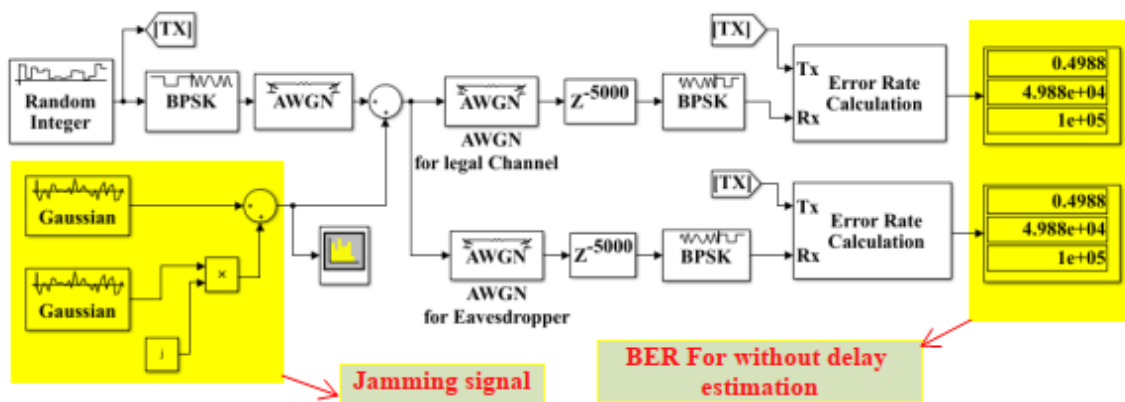 [TX]
Random
Integer
BPSK
AWGN
AWGN
AWGN
for legal Channel
Z-5000
BPSK
[TX]
Tx
Rx
Error Rate
Calculation
0.4988
4.988e+04
1e+05
Gaussian
Gaussian
×
j
AWGN
AWGN
for Eavesdropper
Z-5000
BPSK
[TX]
Tx
Rx
Error Rate
Calculation
0.4988
4.988e+04
1e+05
Jamming signal
BER For without delay
estimation